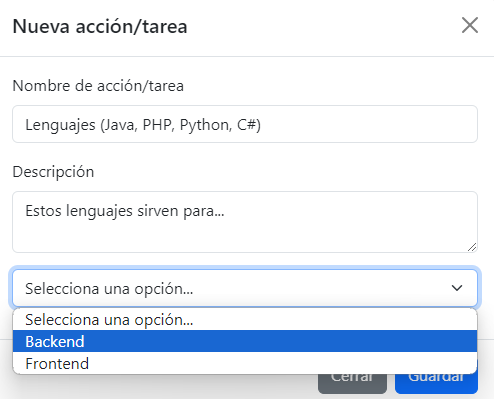 Nueva acción/tarea
Nombre de acción/tarea
Lenguajes (Java, PHP, Python, C#)
Descripción
Estos lenguajes sirven para...
Selecciona una opción...
Selecciona una opción...
Backend
Frontend
Cerrar Guardar